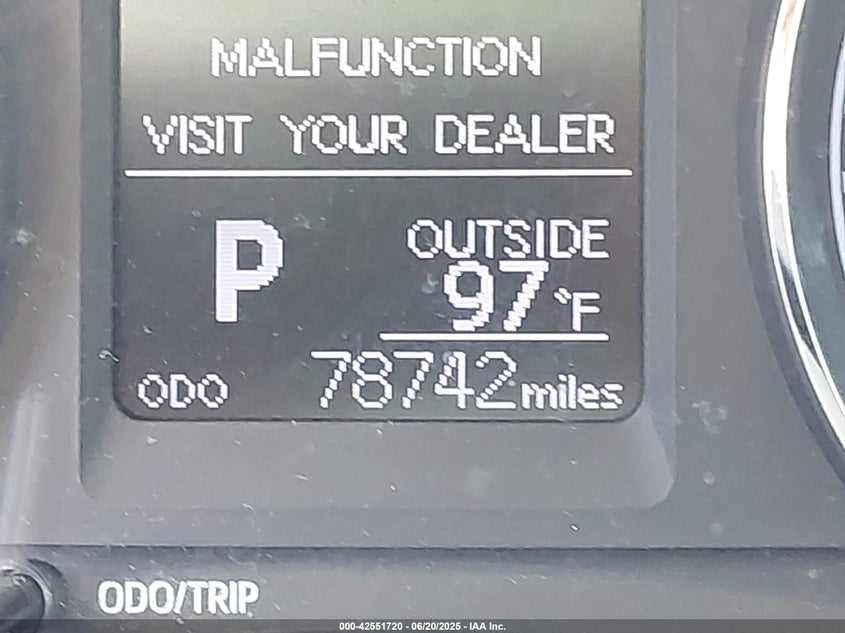 MALFUNCTION
VISIT YOUR DEALER
P
OUTSIDE
97°F
ODO 78742 miles
ODO/TRIP
000-42551720 - 06/20/2025 - IAA Inc.